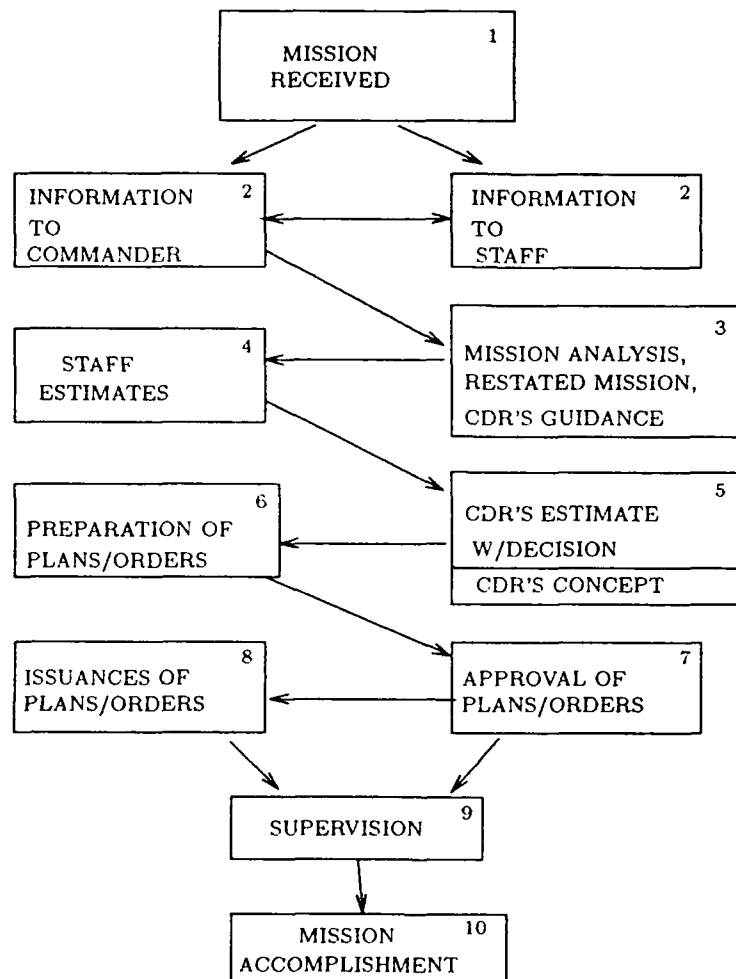 1
MISSION
RECEIVED
2
INFORMATION
TO
COMMANDER
2
INFORMATION
TO
STAFF
3
MISSION ANALYSIS,
RESTATED MISSION,
CDR'S GUIDANCE
4
STAFF
ESTIMATES
5
CDR'S ESTIMATE
W/DECISION
CDR'S CONCEPT
6
PREPARATION OF
PLANS/ORDERS
7
APPROVAL OF
PLANS/ORDERS
8
ISSUANCES OF
PLANS/ORDERS
9
SUPERVISION
10
MISSION
ACCOMPLISHMENT